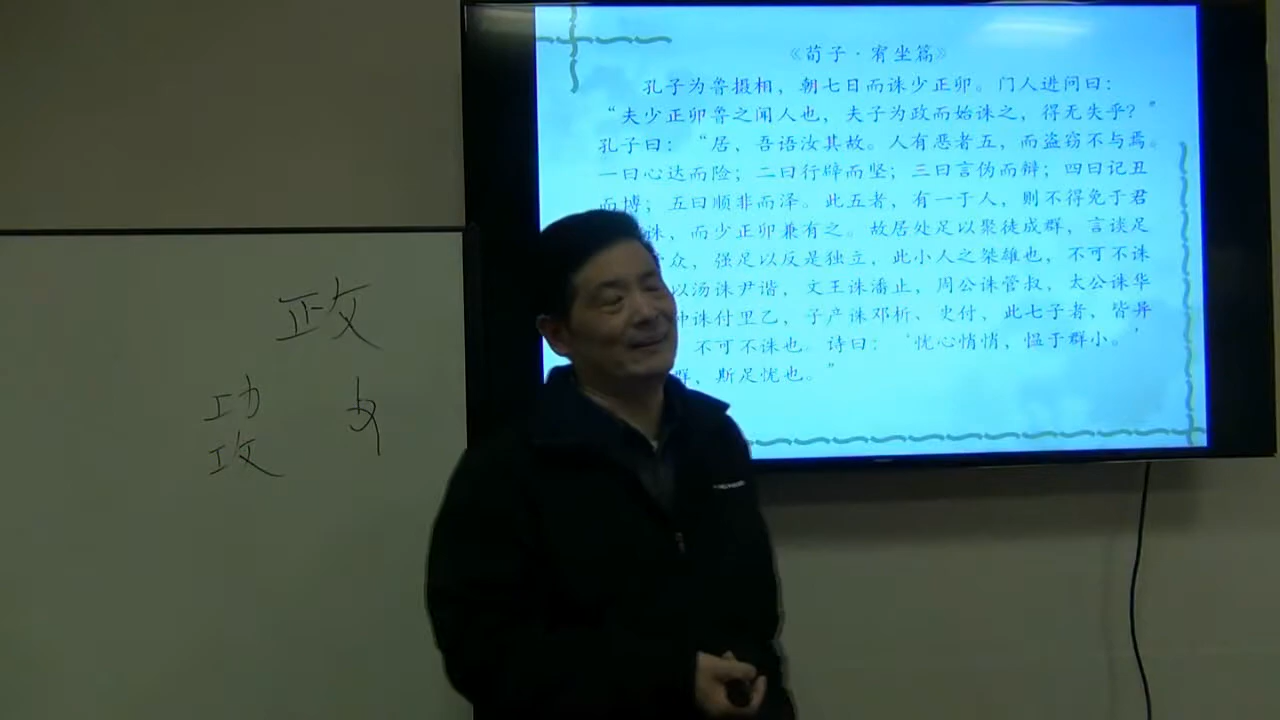 政
功
攻
《荀子·宥坐篇》
孔子为鲁摄相，朝七日而诛少正卯。门人进问曰：
“夫少正卯鲁之闻人也，夫子为政而始诛之，得无失乎？”
孔子曰：“居，吾语汝其故。人有恶者五，而盗窃不与焉。
一曰心达而险；二曰行辟而坚；三曰言伪而辩；四曰记丑
而博；五曰顺非而泽。此五者，有一于人，则不得免于君
诛，而少正卯兼有之。故居处足以聚徒成群，言谈足
众，强足以反是独立，此小人之桀雄也，不可不诛
以汤诛尹谐，文王诛潘止，周公诛管叔，太公诛华
仲诛付里乙，子产诛邓析、史付，此七子者，皆异
不可不诛也。诗曰：‘忧心悄悄，愠于群小。’
群，斯足忧也。”